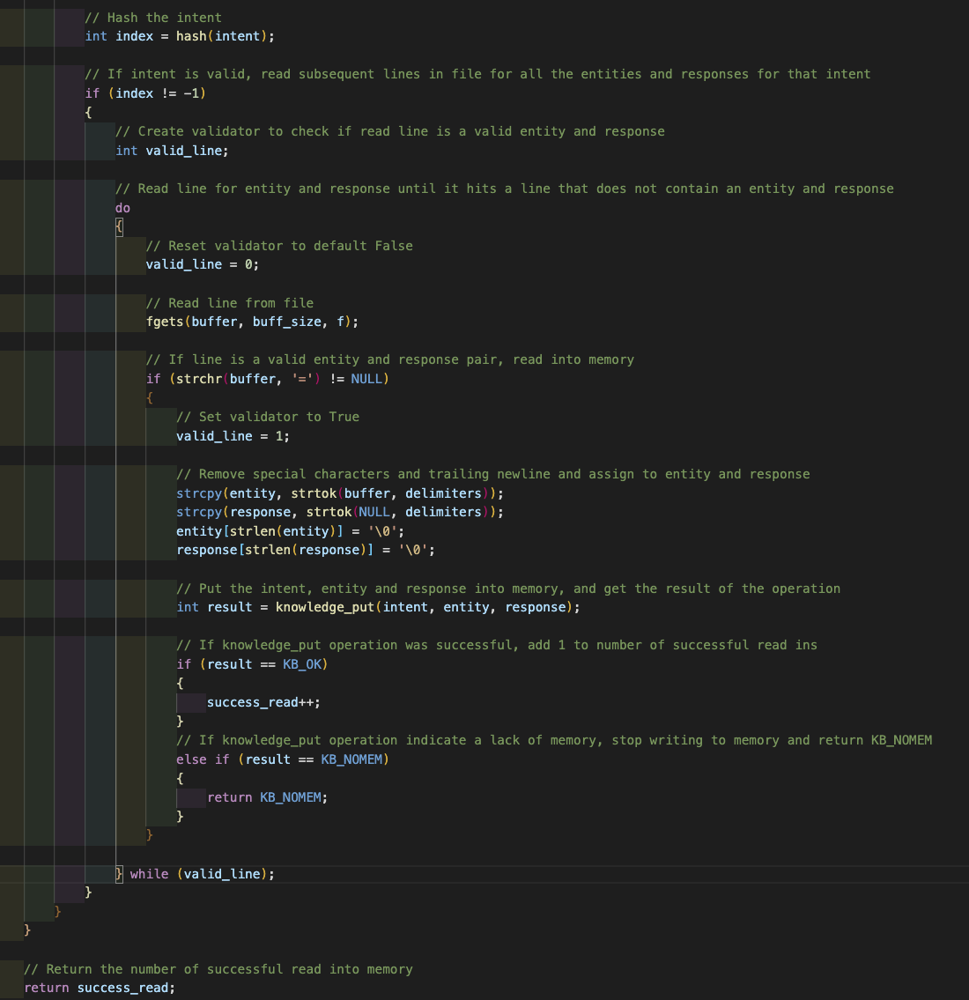 // Hash the intent
int index = hash(intent);
// If intent is valid, read subsequent lines in file for all the entities and responses for that intent
if (index != -1)
{
// Create validator to check if read line is a valid entity and response
int valid_line;
// Read line for entity and response until it hits a line that does not contain an entity and response
do
{
// Reset validator to default False
valid_line = 0;
// Read line from file
fgets(buffer, buff_size, f);
// If line is a valid entity and response pair, read into memory
if (strchr(buffer, '=') != NULL)
{
// Set validator to True
valid_line = 1;
// Remove special characters and trailing newline and assign to entity and response
strcpy(entity, strtok(buffer, delimiters));
strcpy(response, strtok(NULL, delimiters));
entity[strlen(entity)] = '\0';
response[strlen(response)] = '\0';
// Put the intent, entity and response into memory, and get the result of the operation
int result = knowledge_put(intent, entity, response);
// If knowledge_put operation was successful, add 1 to number of successful read ins
if (result == KB_OK)
{
success_read++;
}
// If knowledge_put operation indicate a lack of memory, stop writing to memory and return KB_NOMEM
else if (result == KB_NOMEM)
{
return KB_NOMEM;
}
}
} while (valid_line);
}
}
}
// Return the number of successful read into memory
return success_read;